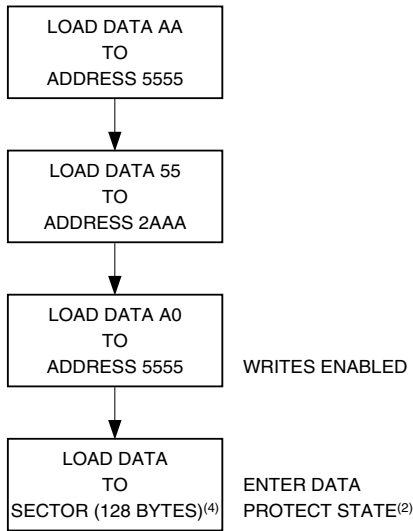 LOAD DATA AA
TO
ADDRESS 5555
LOAD DATA 55
TO
ADDRESS 2AAA
LOAD DATA A0
TO
ADDRESS 5555
WRITES ENABLED
LOAD DATA
TO
SECTOR (128 BYTES)(4)
ENTER DATA
PROTECT STATE(2)